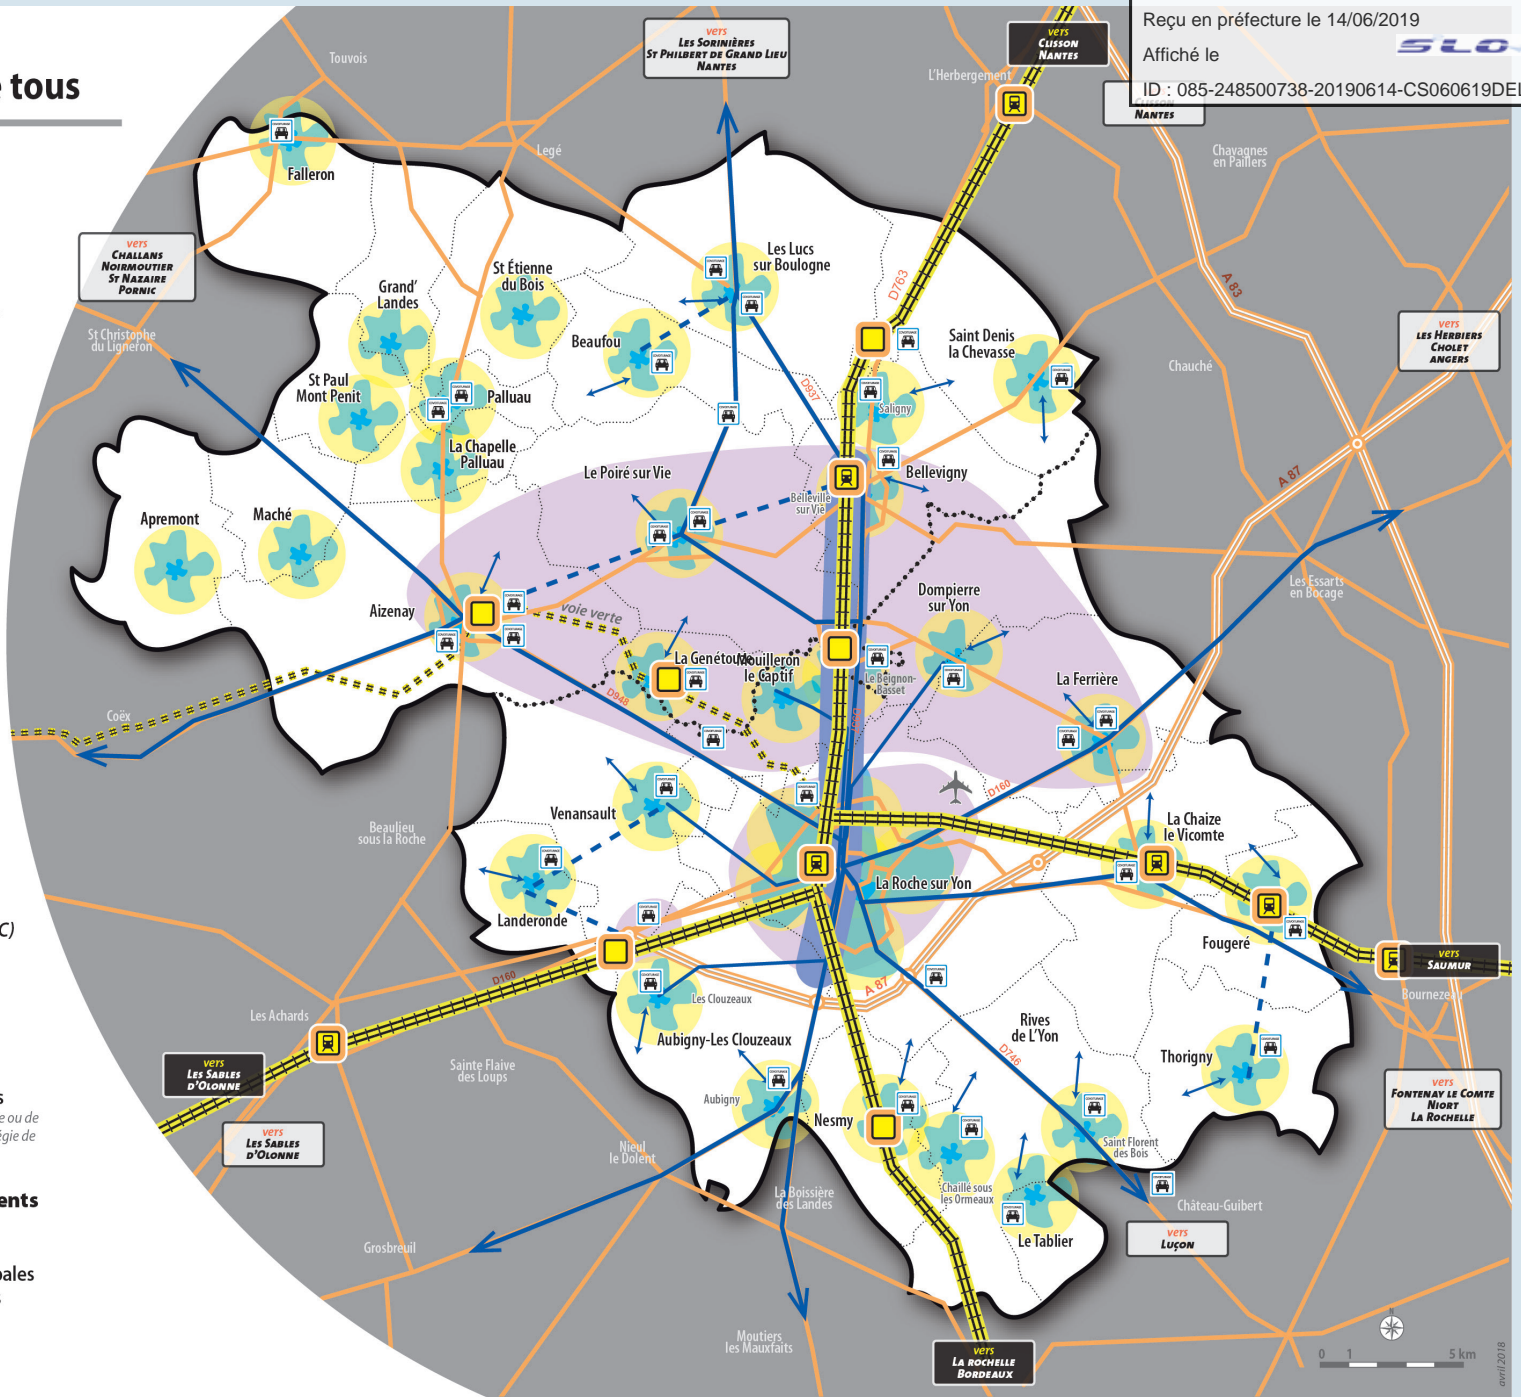 Reçu en préfecture le 14/06/2019
Affiché le
SLO
ID : 085-248500738-20190614-CS060619DEL
tous
vers
LES SORINIÈRES
ST PHILBERT DE GRAND LIEU
NANTES
vers
CLISSON
NANTES
CLISSON
NANTES
Touvois
L'Herbergement
Legé
Chavagnes
en Paillers
Falleron
vers
CHALLANS
NOIRMOUTIER
ST NAZAIRE
PORNIC
Les Lucs
sur Boulogne
St Étienne
du Bois
Grand'
Landes
D763
A 83
St Christophe
du Ligneron
Beaufou
Saint Denis
la Chevasse
vers
LES HERBIERS
CHOLET
ANGERS
Chauché
St Paul
Mont Penit
Palluau
D937
Saligny
La Chapelle
Palluau
Le Poiré sur Vie
Bellevigny
Belleville
sur Vie
A 87
Apremont
Maché
Dompierre
sur Yon
Les Essarts
en Bocage
Aizenay
voie verte
La Genétouze
Mouilleron
le Captif
Le Beignon-
Basset
La Ferrière
D948
Coëx
D160
Venansault
La Chaize
le Vicomte
Beaulieu
sous la Roche
La Roche sur Yon
Landeronde
C)
Fougeré
vers
SAUMUR
D160
A 87
Les Clouzeaux
Bournezeau
Les Achards
Rives
de L'Yon
Aubigny-Les Clouzeaux
D746
Thorigny
Sainte Flaive
des Loups
vers
LES SABLES
D'OLONNE
vers
FONTENAY LE COMTE
NIORT
LA ROCHELLE
s
e ou de
égie de
Aubigny
Nesmy
vers
LES SABLES
D'OLONNE
Nieul
le Dolent
Saint Florent
des Bois
Chaillé sous
les Ormeaux
La Boissière
des Landes
Château-Guibert
ents
Le Tablier
vers
LUÇON
Grosbreuil
pales
s
Moutiers
les Mauxfaits
vers
LA ROCHELLE
BORDEAUX
N
0 1 5 km
avril 2018